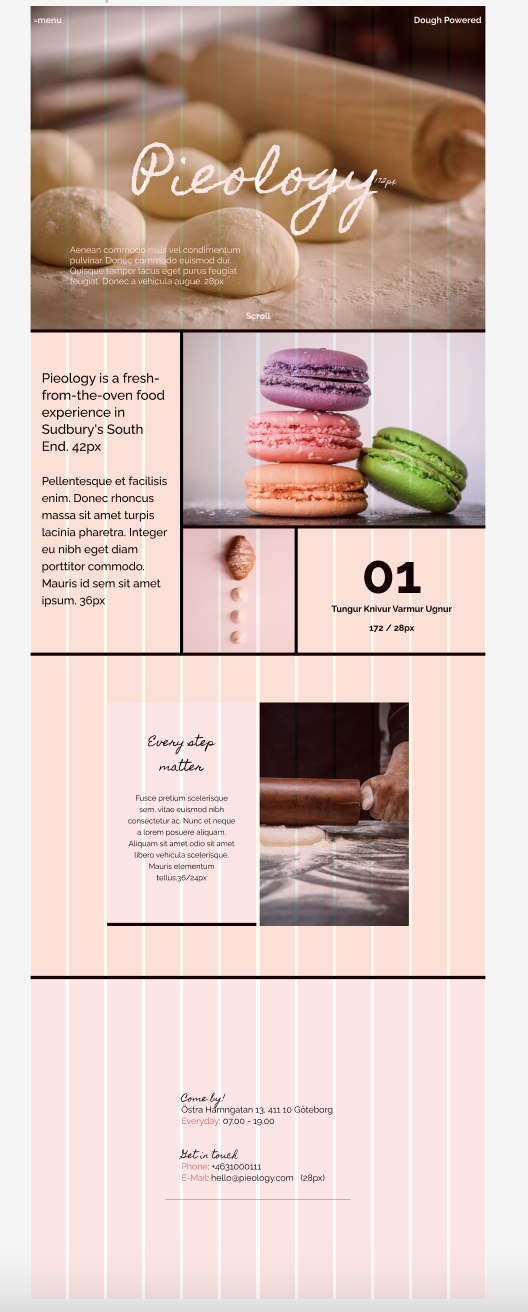 =menu
Dough Powered
Pieology 172px
Aenean commodo risus vel condimentum
pulvinar. Donec commodo euismod dui.
Quisque tempor lacus eget purus feugiat
feugiat. Donec a vehicula augue. 28px
Scroll
Pieology is a fresh-
from-the-oven food
experience in
Sudbury's South
End. 42px
Pellentesque et facilisis
enim. Donec rhoncus
massa sit amet turpis
lacinia pharetra. Integer
eu nibh eget diam
porttitor commodo.
Mauris id sem sit amet
ipsum. 36px
01
Tungur Knivur Varmur Ugnur
172 / 28px
Every step
matter
Fusce pretium scelerisque
sem, vitae euismod nibh
consectetur ac. Nunc et neque
a lorem posuere aliquam.
Aliquam sit amet odio sit amet
libero vehicula scelerisque.
Mauris elementum
tellus.36/24px
Come by!
Östra Hamngatan 13, 411 10 Göteborg
Everyday: 07.00 - 19.00
Get in touch
Phone: +4631000111
E-Mail: hello@pieology.com (28px)